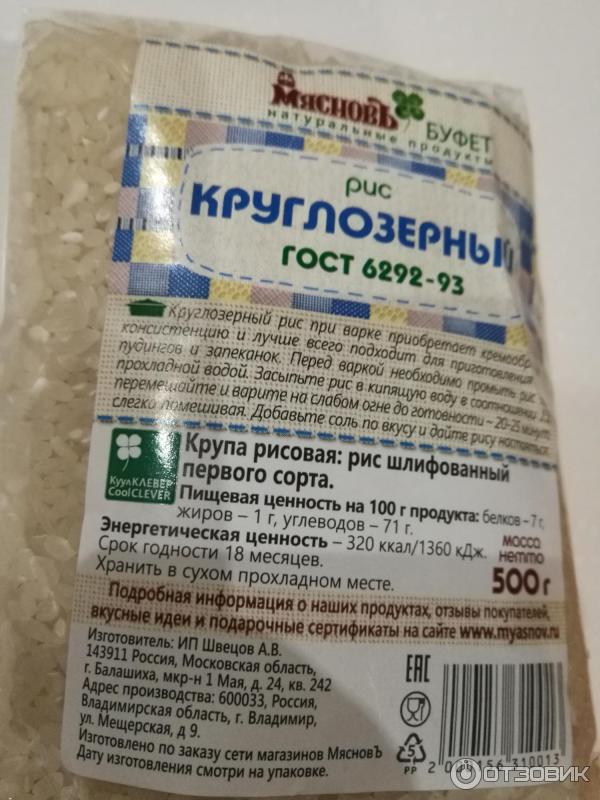 МЯСНОВЪ
натуральные продукты
БУФЕТ
рис
КРУГЛОЗЕРНЫЙ
ГОСТ 6292-93
Круглозерный рис при варке приобретает
консистенцию и лучше всего подходит для приготовления
пудингов и запеканок. Перед варкой необходимо промыть рис
прохладной водой. Засыпьте рис в кипящую воду в соотношении
перемешайте и варите на слабом огне до готовности – 20-25 минут,
слегка помешивая. Добавьте соль по вкусу и дайте рису настояться.
КуулКЛЕВЕР
CoolCLEVER
Крупа рисовая: рис шлифованный
первого сорта.
Пищевая ценность на 100 г продукта: белков – 7 г,
жиров – 1 г, углеводов – 71 г.
Энергетическая ценность – 320 ккал/1360 кДж.
Срок годности 18 месяцев.
Хранить в сухом прохладном месте.
масса
нетто
500 г
Подробная информация о наших продуктах, отзывы покупателей,
вкусные идеи и подарочные сертификаты на сайте www.myasnov.ru
Изготовитель: ИП Швецов А.В.
143911 Россия, Московская область,
г. Балашиха, мкр-н 1 Мая, д. 24, кв. 242
Адрес производства: 600033, Россия,
Владимирская область, г. Владимир,
ул. Мещерская, д 9.
Изготовлено по заказу сети магазинов МясновЪ
Дату изготовления смотри на упаковке.
EAC
5
PP
310013
ОТЗОВИК